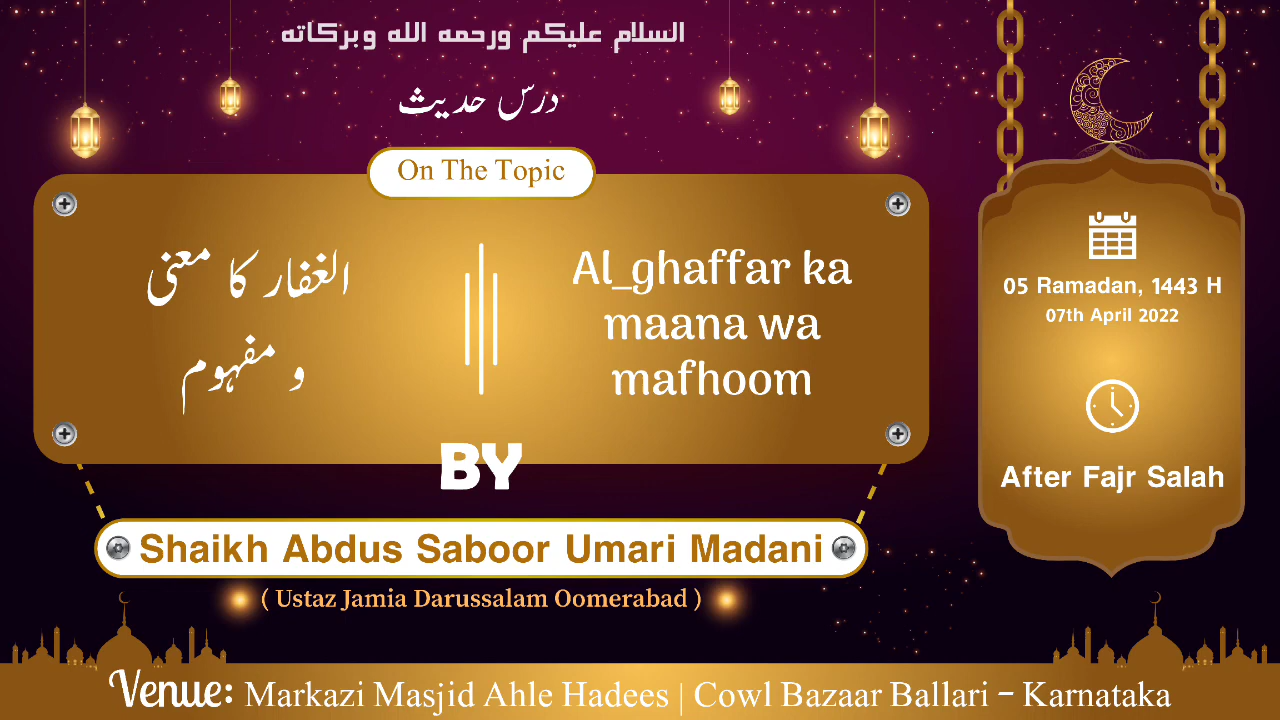 السلام عليكم ورحمه الله وبركاته
درس حدیث
On The Topic
الغفار کا معنی
و مفہوم
Al_ghaffar ka
maana wa
mafhoom
BY
Shaikh Abdus Saboor Umari Madani
( Ustaz Jamia Darussalam Oomerabad )
05 Ramadan, 1443 H
07th April 2022
After Fajr Salah
Venue: Markazi Masjid Ahle Hadees | Cowl Bazaar Ballari - Karnataka